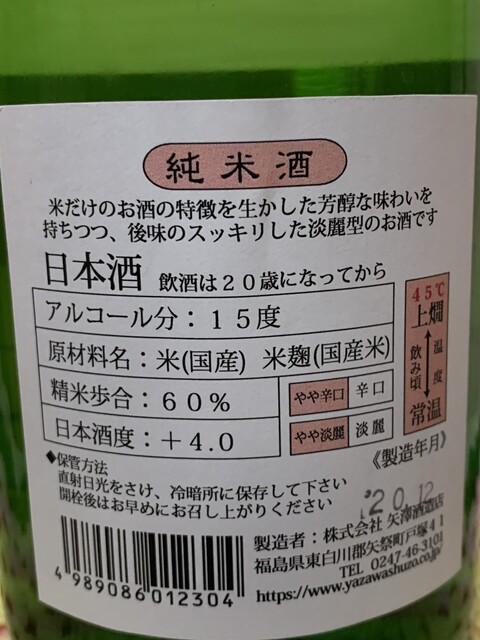 純米酒
米だけのお酒の特徴を生かした芳醇な味わいを
持ちつつ、後味のスッキリした淡麗型のお酒です
日本酒 飲酒は20歳になってから
アルコール分：15度
原材料名：米(国産) 米麹(国産米)
精米歩合：60%
日本酒度：+4.0
やや辛口 辛口
やや淡麗 淡麗
45℃
上燗
飲み頃
温度
常温
《製造年月》
◆保管方法
直射日光をさけ、冷暗所に保存して下さい
開栓後はお早めにお召し上がりください
20.12
製造者：株式会社 矢澤酒造店
福島県東白川郡矢祭町戸塚41
TEL 0247-46-3101
https://www.yazawashuzo.co.jp/
4989086012304